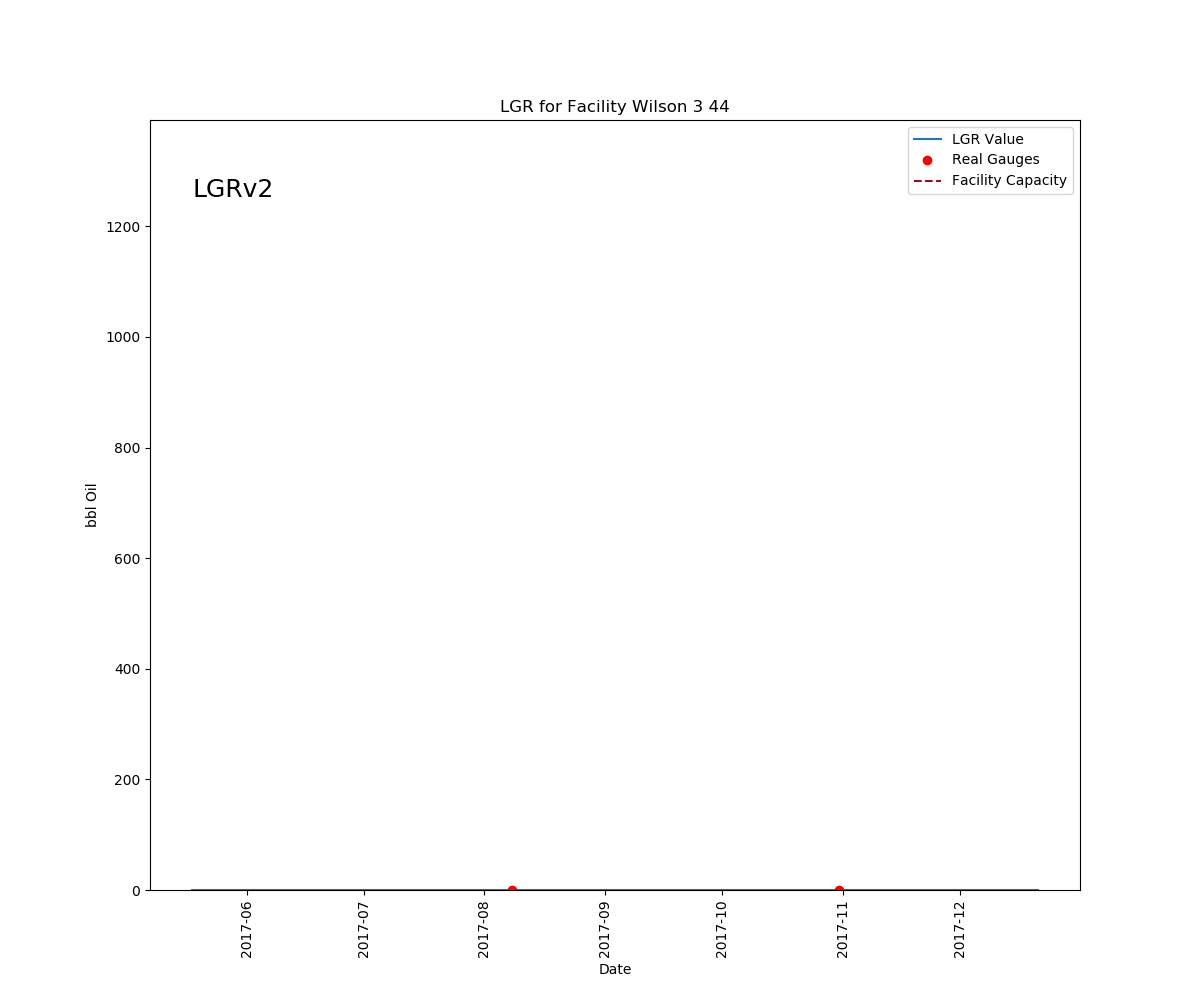 LGR for Facility Wilson 3 44
LGR Value
Real Gauges
Facility Capacity
LGRv2
1200
1000
800
600
400
200
0
bbl Oil
2017-06
2017-07
2017-08
2017-09
2017-10
2017-11
2017-12
Date